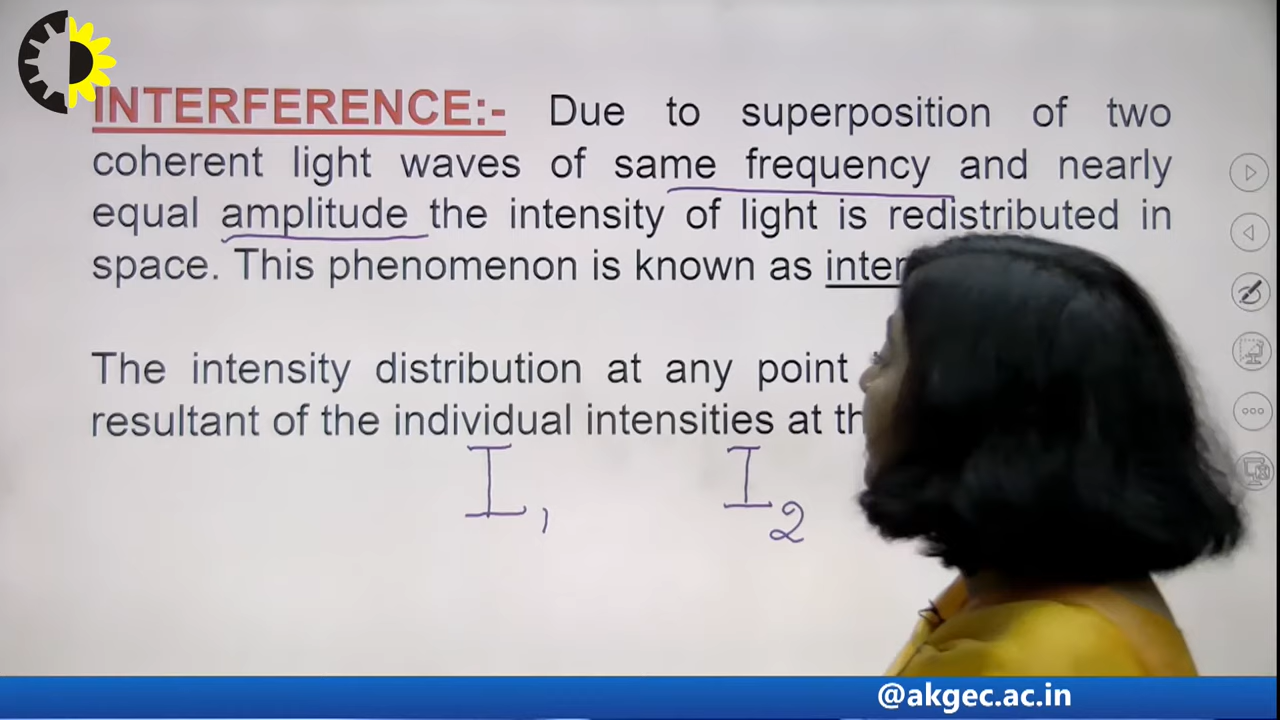 INTERFERENCE:- Due to superposition of two
coherent light waves of same frequency and nearly
equal amplitude the intensity of light is redistributed in
space. This phenomenon is known as
The intensity distribution at any point
resultant of the individual intensities at
I₁ I₂
@akgec.ac.in